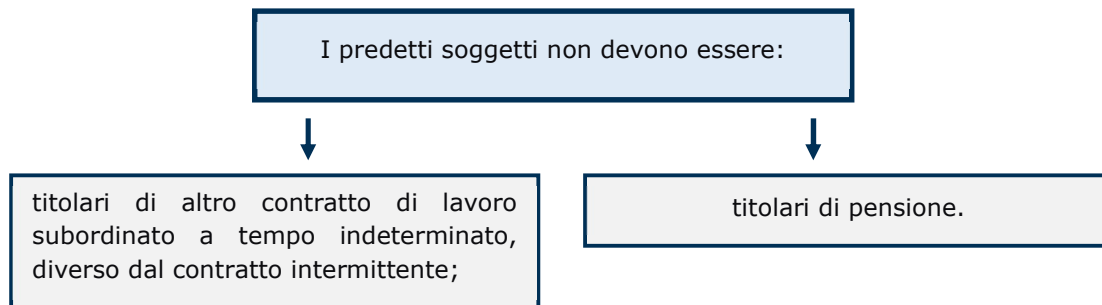 I predetti soggetti non devono essere:
titolari di altro contratto di lavoro
subordinato a tempo indeterminato,
diverso dal contratto intermittente;
titolari di pensione.